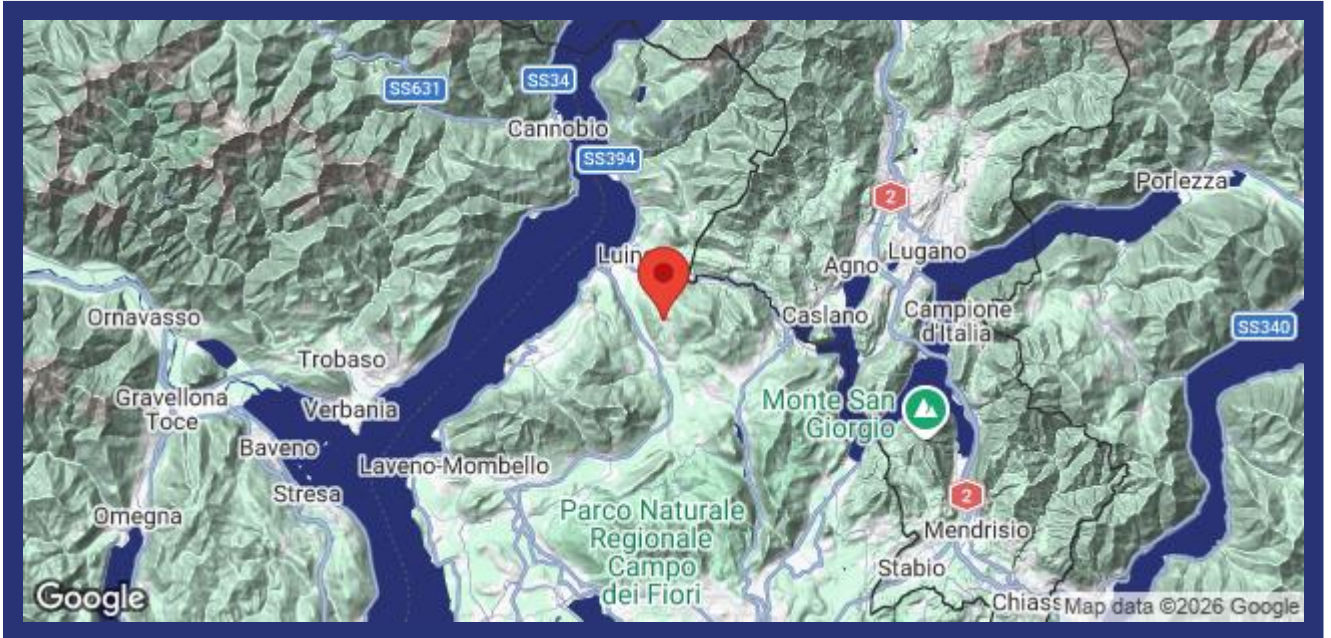 SS631
SS34
Cannobio
SS394
Porlezza
2
Luin
Lugano
Agno
Ornavasso
Caslano
Campione
d'Italia
SS340
Trobaso
Gravellona
Toce
Verbania
Monte San
Giorgio
Baveno
Laveno-Mombello
Stresa
2
Omegna
Parco Naturale
Regionale
Campo
dei Fiori
Mendrisio
Stabio
Chiass
Google
Map data ©2026 Google